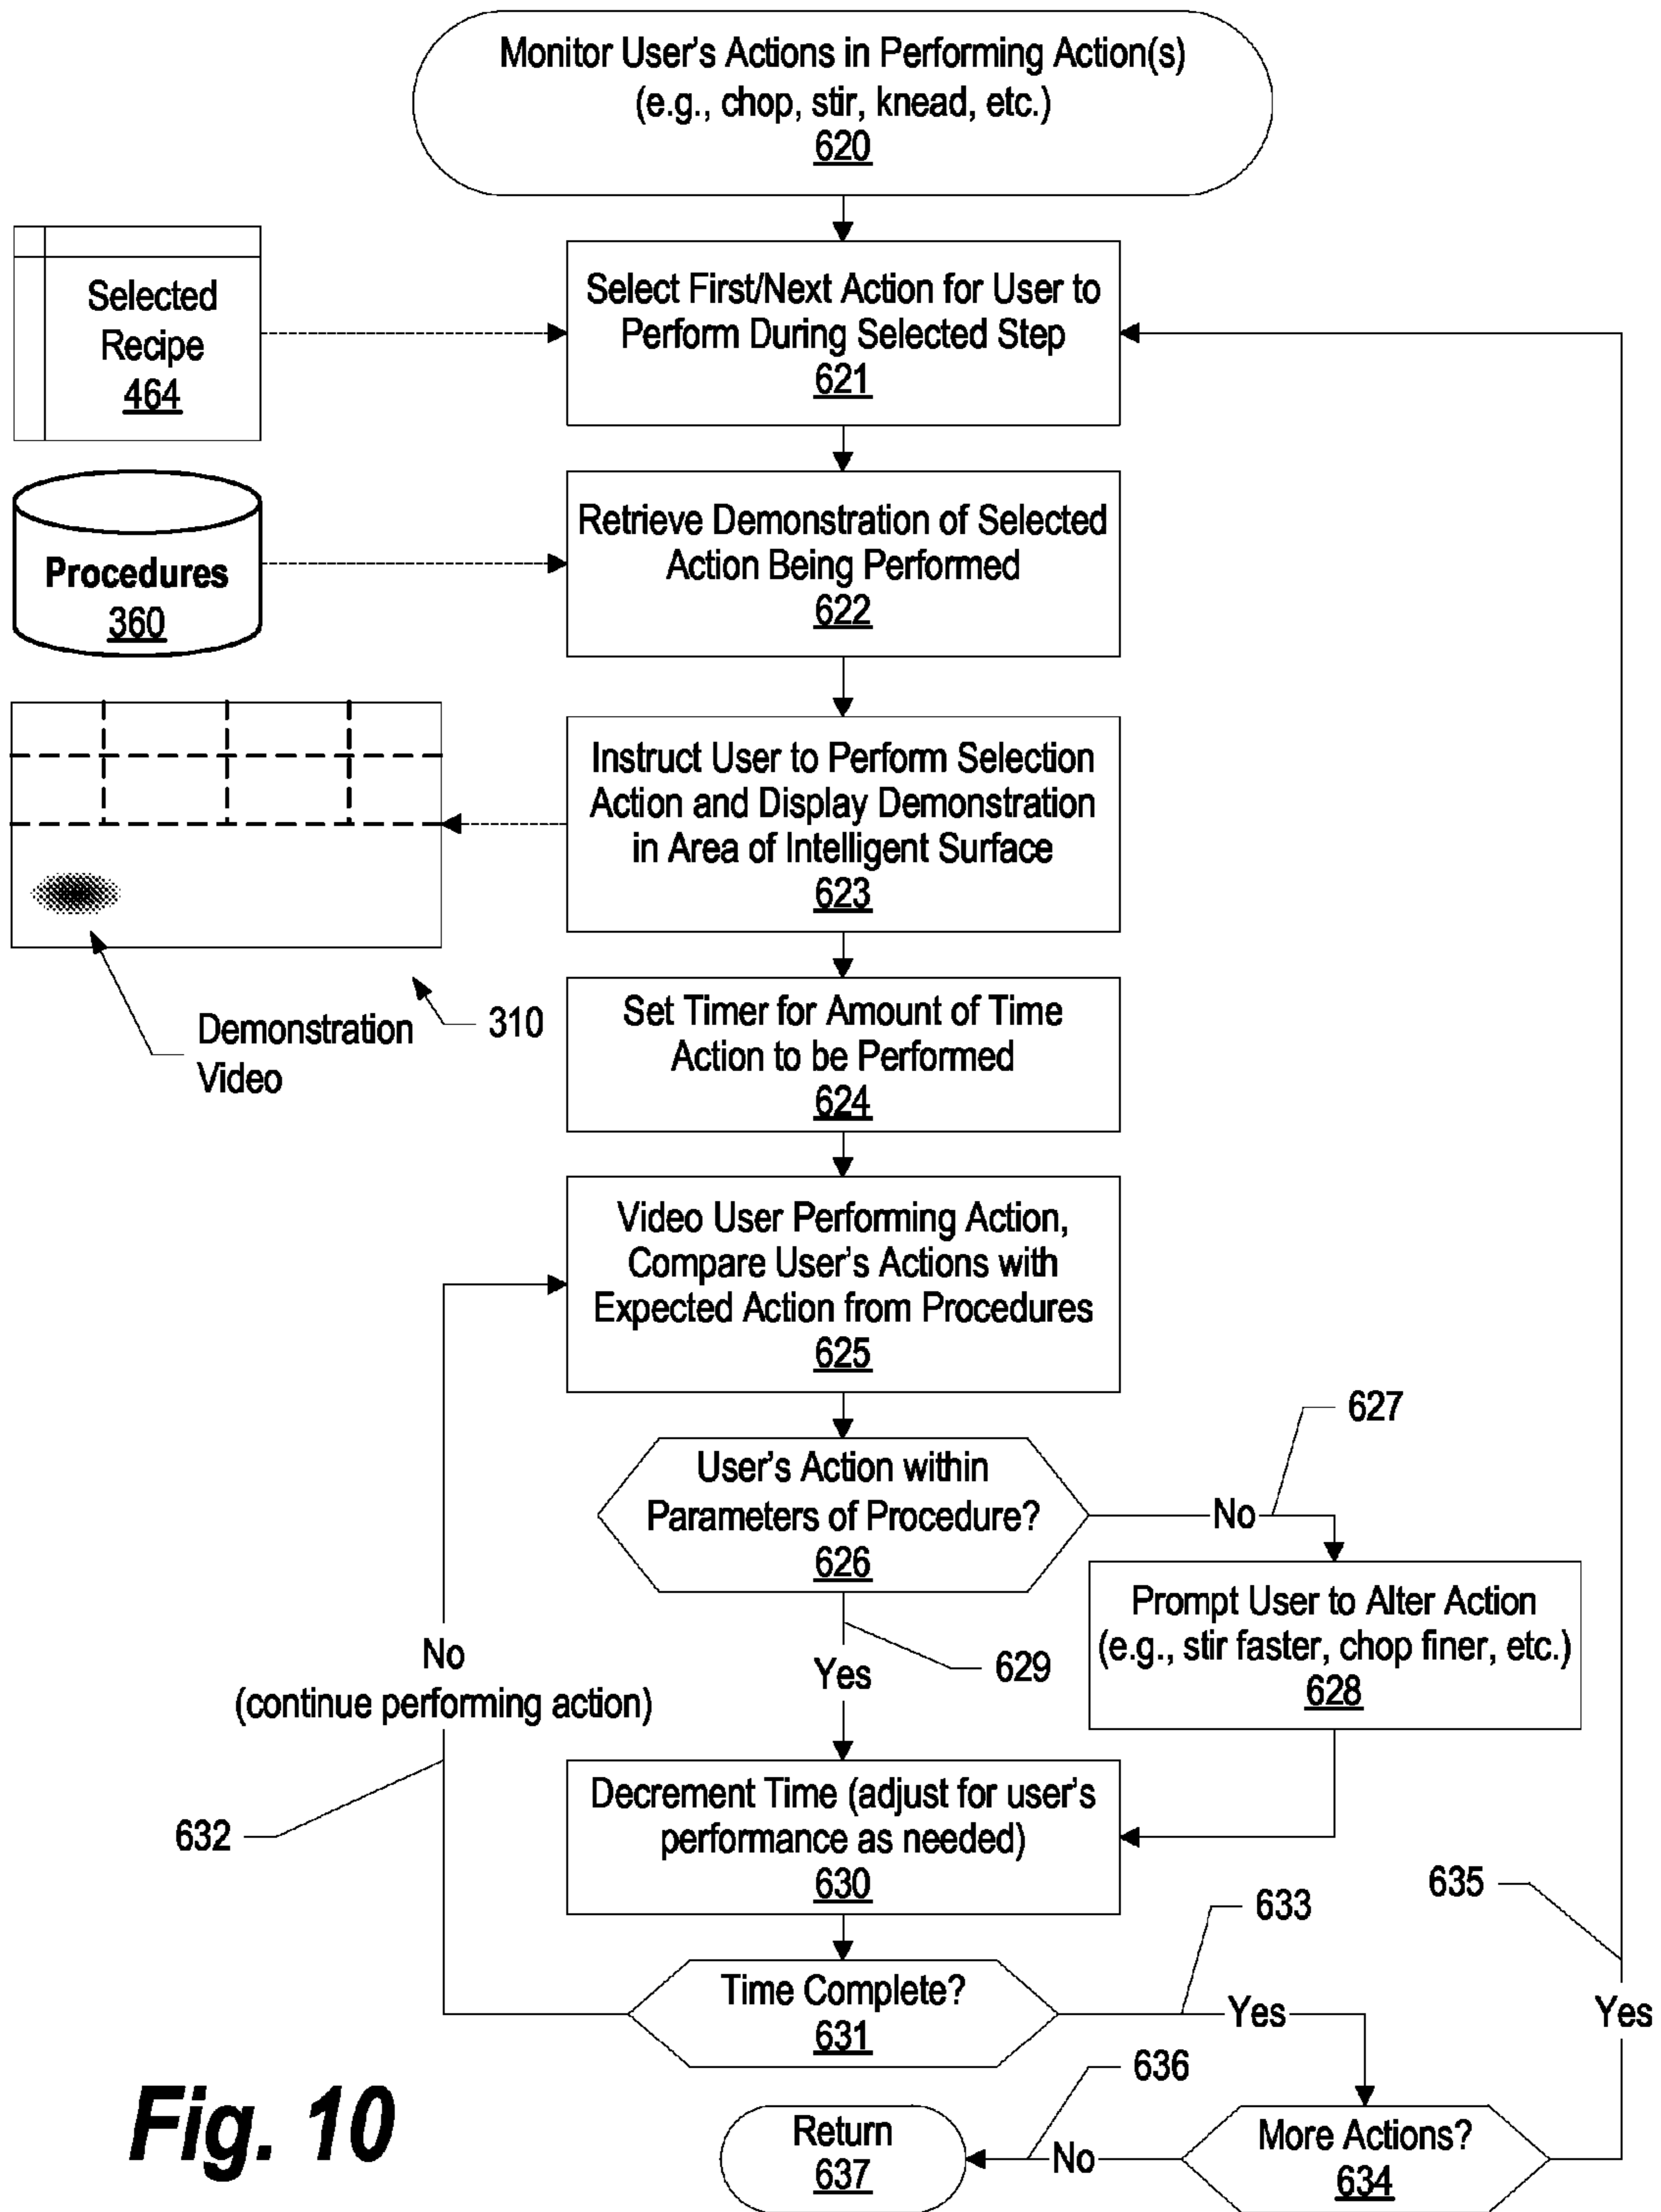 Monitor User's Actions in Performing Action(s)
(e.g., chop, stir, knead, etc.)
620
Selected
Recipe
464
Select First/Next Action for User to
Perform During Selected Step
621
Procedures
360
Retrieve Demonstration of Selected
Action Being Performed
622
Instruct User to Perform Selection
Action and Display Demonstration
in Area of Intelligent Surface
623
Demonstration
Video
310
Set Timer for Amount of Time
Action to be Performed
624
Video User Performing Action,
Compare User's Actions with
Expected Action from Procedures
625
627
User's Action within
Parameters of Procedure?
626
No
Prompt User to Alter Action
(e.g., stir faster, chop finer, etc.)
628
629
Yes
No
(continue performing action)
632
Decrement Time (adjust for user's
performance as needed)
630
635
633
Time Complete?
631
Yes
Yes
636
More Actions?
634
No
Return
637
Fig. 10